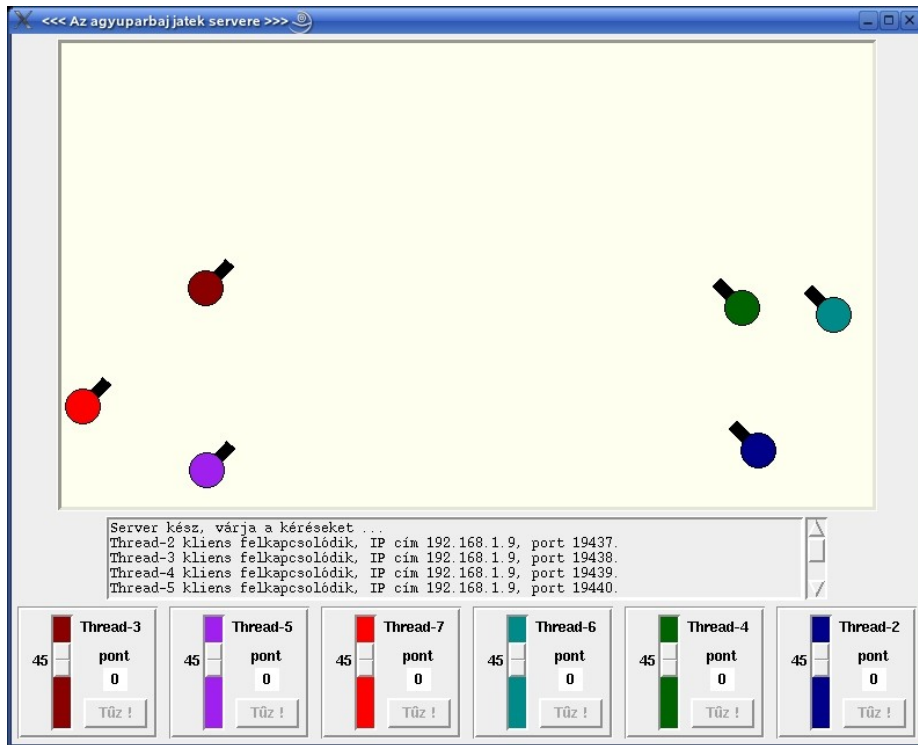 <<< Az agyuparbaj jatek servere >>>
Server kész, várja a kéréseket ...
Thread-2 kliens felkapcsolódik, IP cím 192.168.1.9, port 19437.
Thread-3 kliens felkapcsolódik, IP cím 192.168.1.9, port 19438.
Thread-4 kliens felkapcsolódik, IP cím 192.168.1.9, port 19439.
Thread-5 kliens felkapcsolódik, IP cím 192.168.1.9, port 19440.
Thread-3
45
pont
0
Tûz !
Thread-5
45
pont
0
Tûz !
Thread-7
45
pont
0
Tûz !
Thread-6
45
pont
0
Tûz !
Thread-4
45
pont
0
Tûz !
Thread-2
45
pont
0
Tûz !